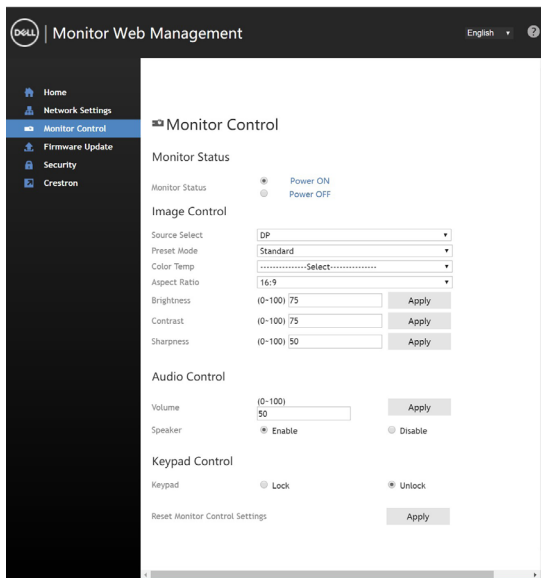 DELL | Monitor Web Management English ?
Home
Network Settings
Monitor Control
Firmware Update
Security
Crestron
Monitor Control
Monitor Status
Monitor Status Power ON
Power OFF
Image Control
Source Select DP
Preset Mode Standard
Color Temp ---------------Select---------------
Aspect Ratio 16:9
Brightness (0~100) 75 Apply
Contrast (0~100) 75 Apply
Sharpness (0~100) 50 Apply
Audio Control
(0~100)
Volume 50 Apply
Speaker Enable Disable
Keypad Control
Keypad Lock Unlock
Reset Monitor Control Settings Apply